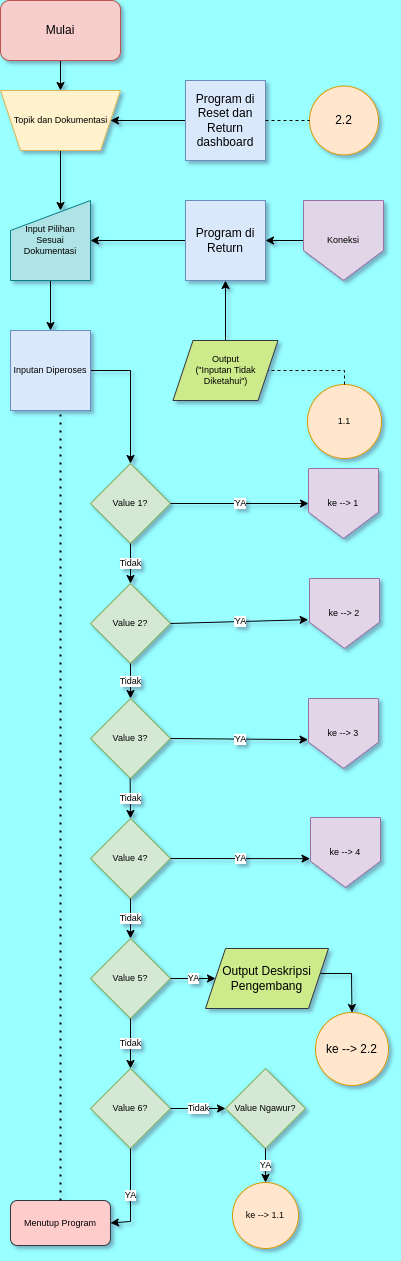 Mulai
Topik dan Dokumentasi
Program di
Reset dan
Return
dashboard
2.2
Input Pilihan
Sesuai
Dokumentasi
Program di
Return
Koneksi
Inputan Diperoses
Output
("Inputan Tidak
Diketahui")
1.1
Value 1?
YA
ke --> 1
Tidak
Value 2?
YA
ke --> 2
Tidak
Value 3?
YA
ke --> 3
Tidak
Value 4?
YA
ke --> 4
Tidak
Value 5?
YA
Output Deskripsi
Pengembang
Tidak
ke --> 2.2
Value 6?
Tidak
Value Ngawur?
YA
YA
Menutup Program
ke --> 1.1